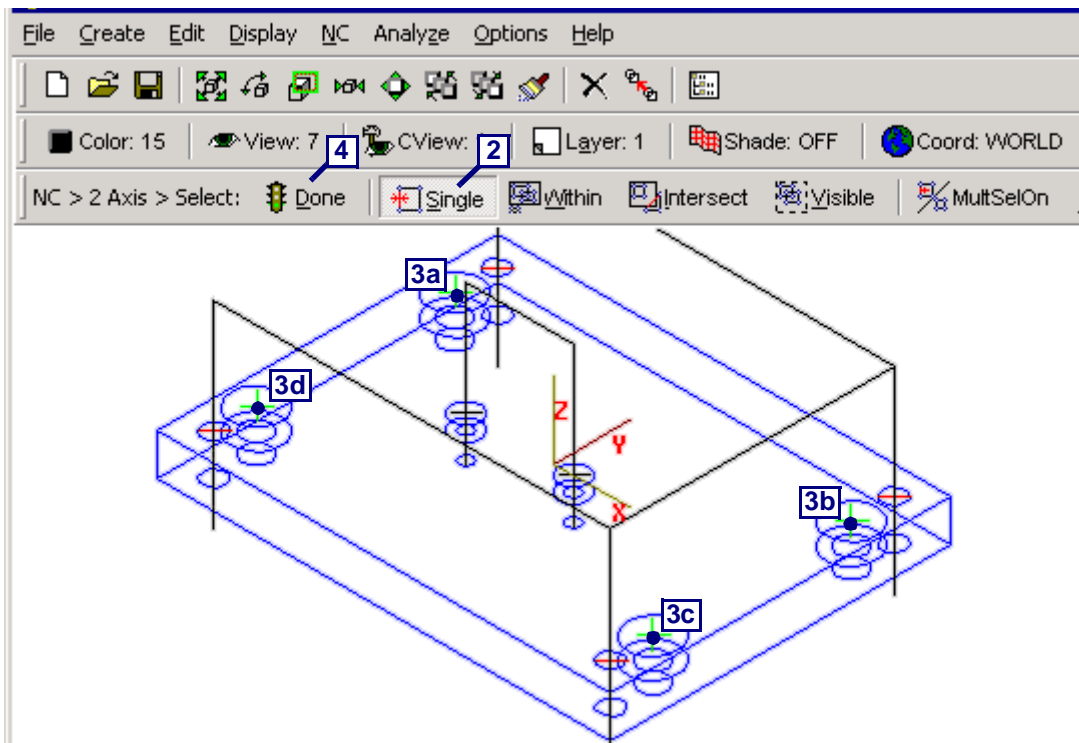 File Create Edit Display NC Analyze Options Help
Color: 15 View: 7 CView: Layer: 1 Shade: OFF Coord: WORLD
4 2
NC > 2 Axis > Select: Done Single Within Intersect Visible MultSelOn
3a
3d
Z
Y
3b
X
3c